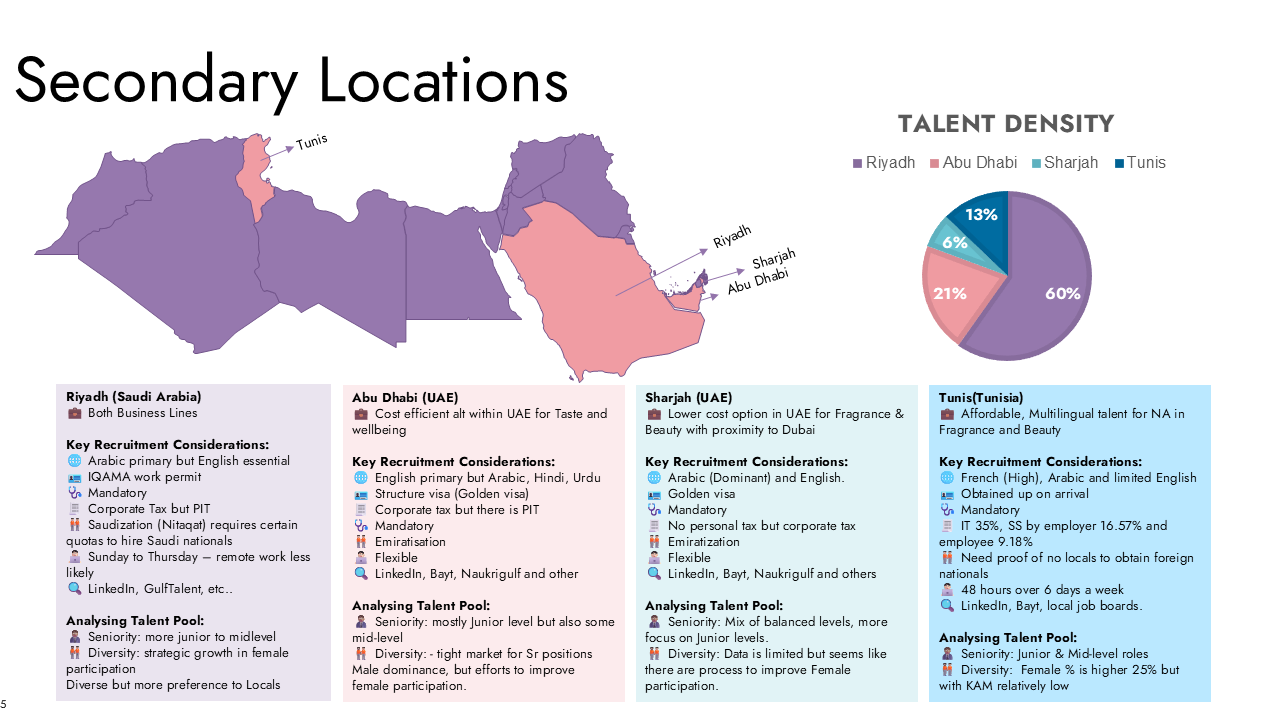 Secondary Locations
Tunis
Riyadh
Sharjah
Abu Dhabi
TALENT DENSITY
Riyadh Abu Dhabi Sharjah Tunis
13%
6%
21%
60%
Riyadh (Saudi Arabia)
Both Business Lines
Key Recruitment Considerations:
Arabic primary but English essential
IQAMA work permit
Mandatory
Corporate Tax but PIT
Saudization (Nitaqat) requires certain
quotas to hire Saudi nationals
Sunday to Thursday – remote work less
likely
LinkedIn, GulfTalent, etc..
Analysing Talent Pool:
Seniority: more junior to midlevel
Diversity: strategic growth in female
participation
Diverse but more preference to Locals
Abu Dhabi (UAE)
Cost efficient alt within UAE for Taste and
wellbeing
Key Recruitment Considerations:
English primary but Arabic, Hindi, Urdu
Structure visa (Golden visa)
Corporate tax but there is PIT
Mandatory
Emiratisation
Flexible
LinkedIn, Bayt, Naukrigulf and other
Analysing Talent Pool:
Seniority: mostly Junior level but also some
mid-level
Diversity: - tight market for Sr positions
Male dominance, but efforts to improve
female participation.
Sharjah (UAE)
Lower cost option in UAE for Fragrance &
Beauty with proximity to Dubai
Key Recruitment Considerations:
Arabic (Dominant) and English.
Golden visa
Mandatory
No personal tax but corporate tax
Emiratization
Flexible
LinkedIn, Bayt, Naukrigulf and others
Analysing Talent Pool:
Seniority: Mix of balanced levels, more
focus on Junior levels.
Diversity: Data is limited but seems like
there are process to improve Female
participation.
Tunis(Tunisia)
Affordable, Multilingual talent for NA in
Fragrance and Beauty
Key Recruitment Considerations:
French (High), Arabic and limited English
Obtained up on arrival
Mandatory
IT 35%, SS by employer 16.57% and
employee 9.18%
Need proof of no locals to obtain foreign
nationals
48 hours over 6 days a week
LinkedIn, Bayt, local job boards.
Analysing Talent Pool:
Seniority: Junior & Mid-level roles
Diversity: Female % is higher 25% but
with KAM relatively low
5